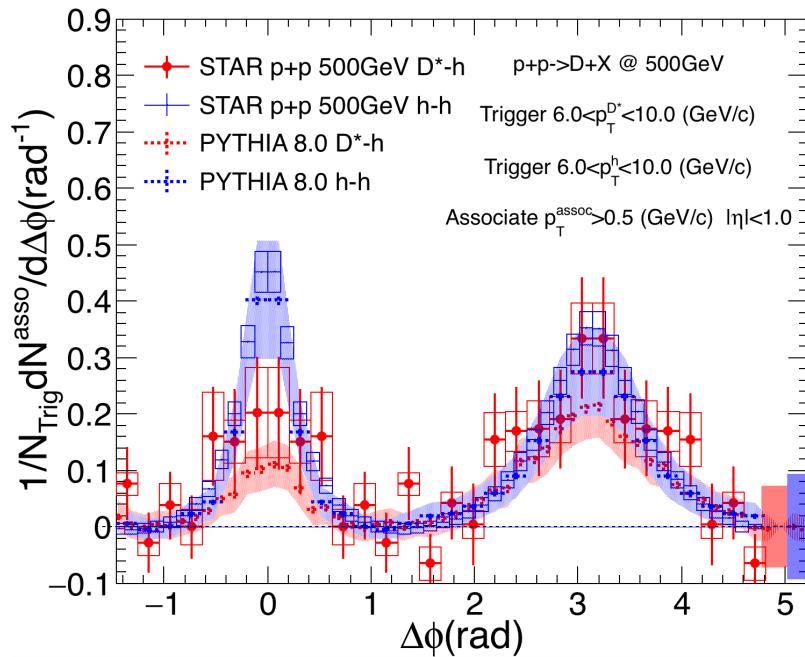 STAR p+p 500GeV D*-h
STAR p+p 500GeV h-h
PYTHIA 8.0 D*-h
PYTHIA 8.0 h-h
p+p->D+X @ 500GeV
Trigger 6.0<p_T^{D*}<10.0 (GeV/c)
Trigger 6.0<p_T^{h}<10.0 (GeV/c)
Associate p_T^{assoc}>0.5 (GeV/c) |η|<1.0
1/N_{Trig}dN^{asso}/dΔϕ(rad^{-1})
0.9
0.8
0.7
0.6
0.5
0.4
0.3
0.2
0.1
0
−0.1
−1 0 1 2 3 4 5
Δϕ(rad)